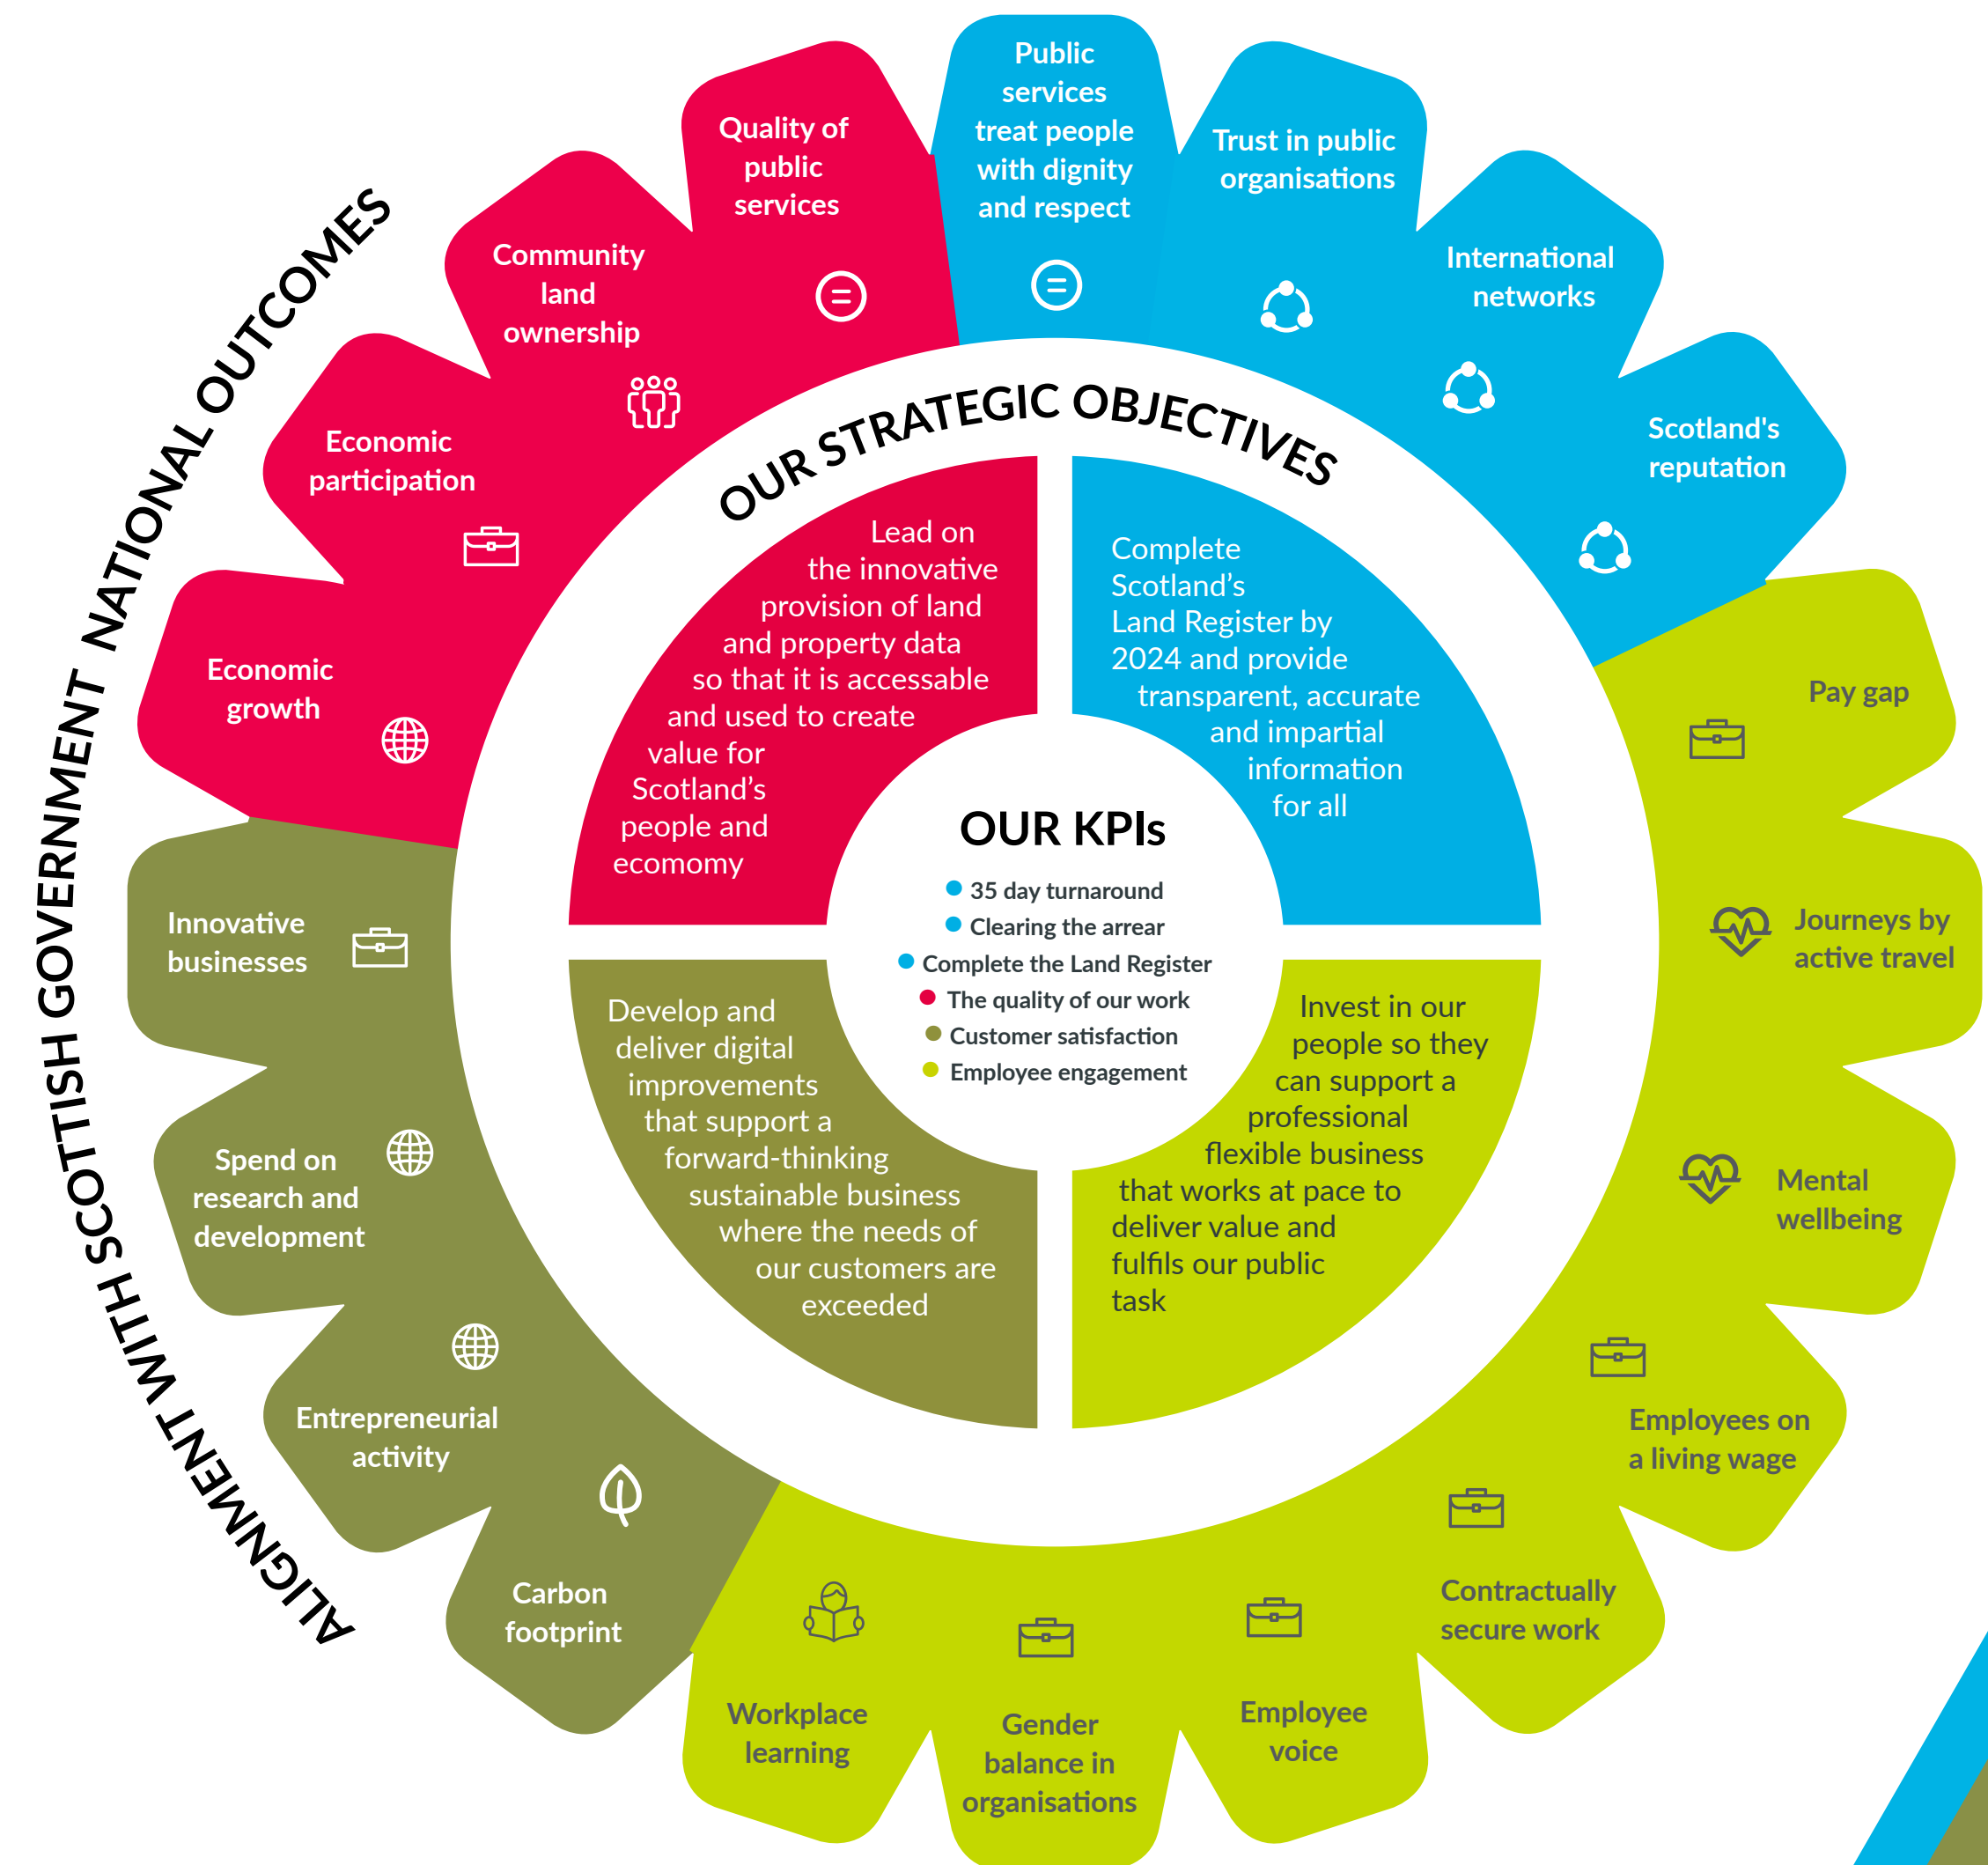 ALIGNMENT WITH SCOTTISH GOVERNMENT NATIONAL OUTCOMES
Public
services
treat people
with dignity
and respect
Trust in public
organisations
International
networks
Scotland's
reputation
Pay gap
Journeys by
active travel
Mental
wellbeing
Employees on
a living wage
Contractually
secure work
Employee
voice
Gender
balance in
organisations
Workplace
learning
Carbon
footprint
Entrepreneurial
activity
Spend on
research and
development
Innovative
businesses
Economic
growth
Economic
participation
Community
land
ownership
Quality of
public
services
OUR STRATEGIC OBJECTIVES
Lead on
the innovative
provision of land
and property data
so that it is accessable
and used to create
value for
Scotland’s
people and
ecomomy
Complete
Scotland’s
Land Register by
2024 and provide
transparent, accurate
and impartial
information
for all
OUR KPIs
35 day turnaround
Clearing the arrear
Complete the Land Register
The quality of our work
Customer satisfaction
Employee engagement
Develop and
deliver digital
improvements
that support a
forward-thinking
sustainable business
where the needs of
our customers are
exceeded
Invest in our
people so they
can support a
professional
flexible business
that works at pace to
deliver value and
fulfils our public
task